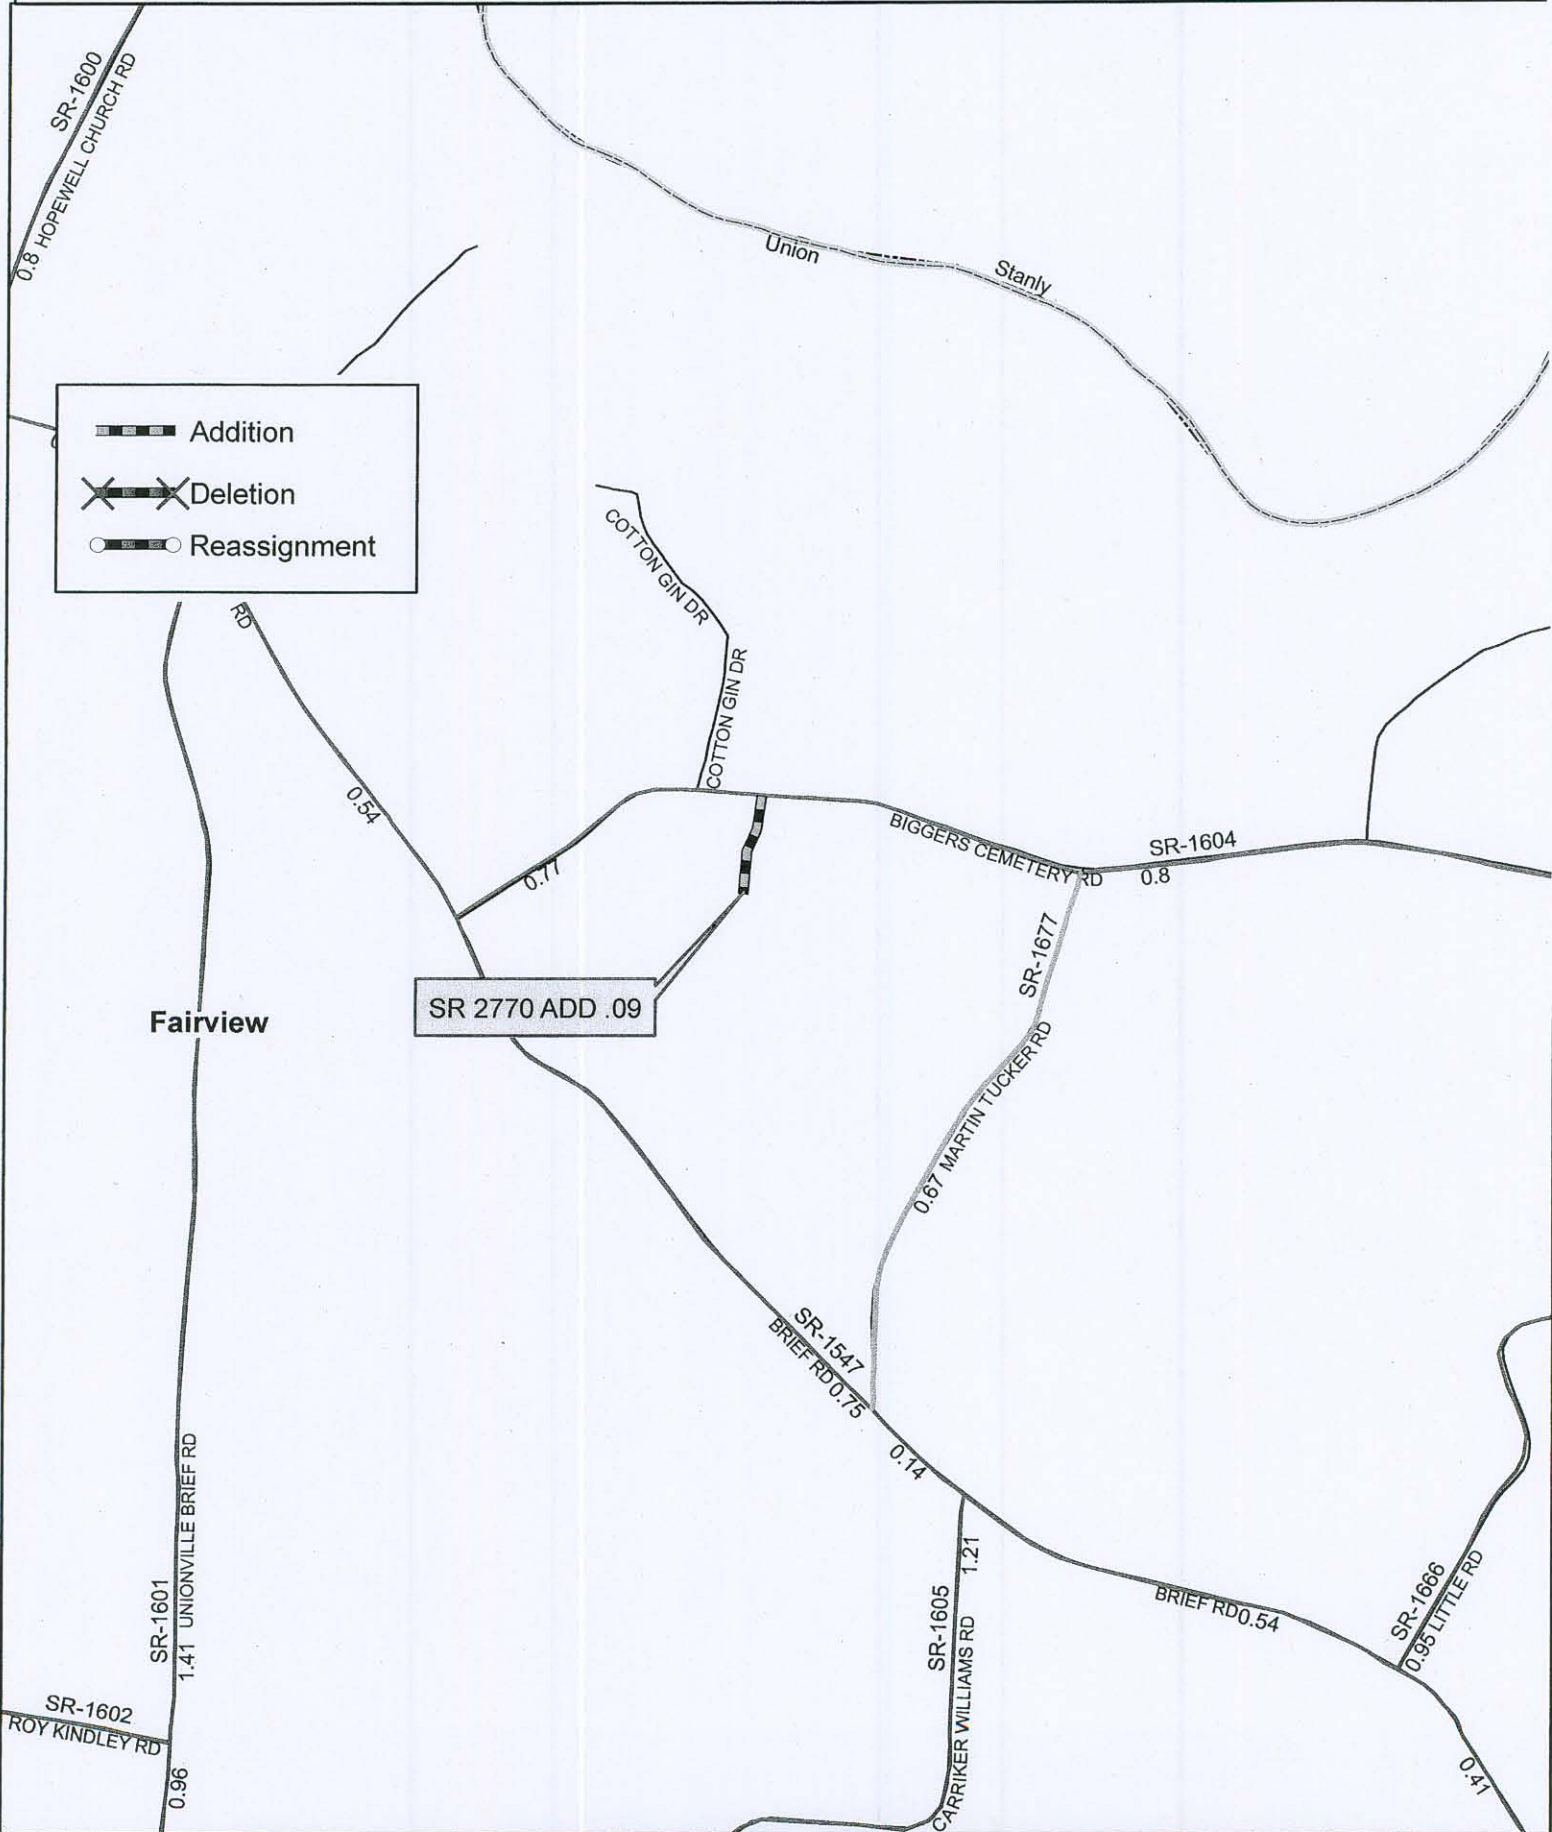 SR-1600
0.8 HOPEWELL CHURCH RD
Union
Stanly
Addition
Deletion
Reassignment
RD
COTTON GIN DR
COTTON GIN DR
0.54
0.77
BIGGERS CEMETERY RD
SR-1604
0.8
SR-1677
0.67 MARTIN TUCKER RD
SR 2770 ADD .09
Fairview
SR-1547
BRIEF RD 0.75
0.14
SR-1601
1.41 UNIONVILLE BRIEF RD
SR-1605
1.21
CARRIKER WILLIAMS RD
BRIEF RD 0.54
SR-1666
0.95 LITTLE RD
SR-1602
ROY KINDLEY RD
0.96
0.41